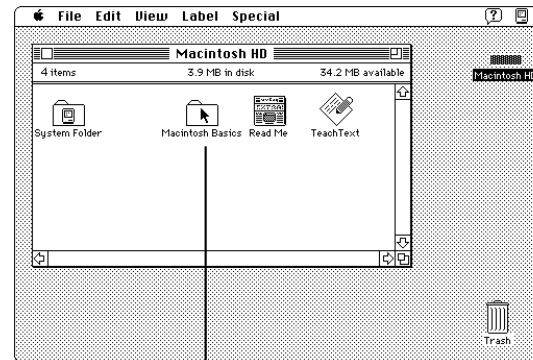 File Edit View Label Special
Macintosh HD
4 items 3.9 MB in disk 34.2 MB available
Macintosh HD
System Folder Macintosh Basics Read Me TeachText
Trash